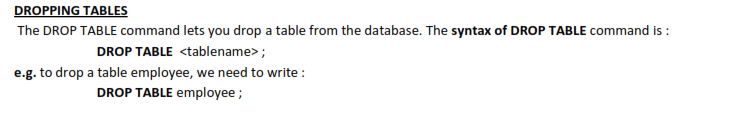 DROPPING TABLES
The DROP TABLE command lets you drop a table from the database. The syntax of DROP TABLE command is :
DROP TABLE <tablename> ;
e.g. to drop a table employee, we need to write :
DROP TABLE employee ;